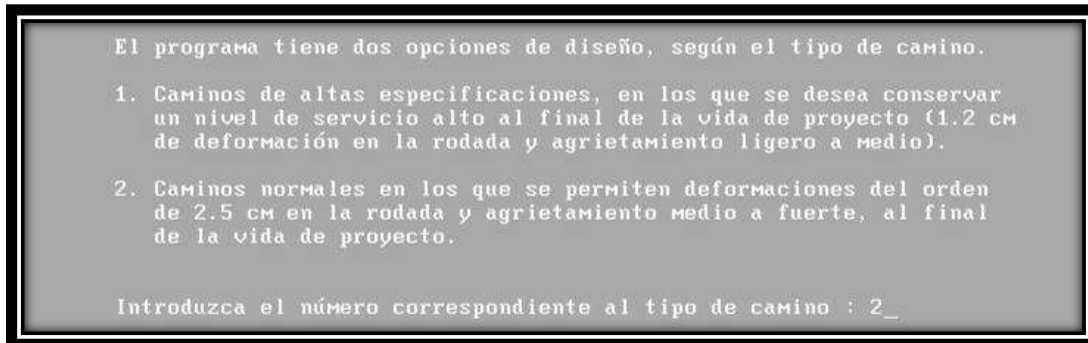 El programa tiene dos opciones de diseño, según el tipo de camino.
1. Caminos de altas especificaciones, en los que se desea conservar
un nivel de servicio alto al final de la vida de proyecto (1.2 cm
de deformación en la rodada y agrietamiento ligero a medio).
2. Caminos normales en los que se permiten deformaciones del orden
de 2.5 cm en la rodada y agrietamiento medio a fuerte, al final
de la vida de proyecto.
Introduzca el número correspondiente al tipo de camino : 2_